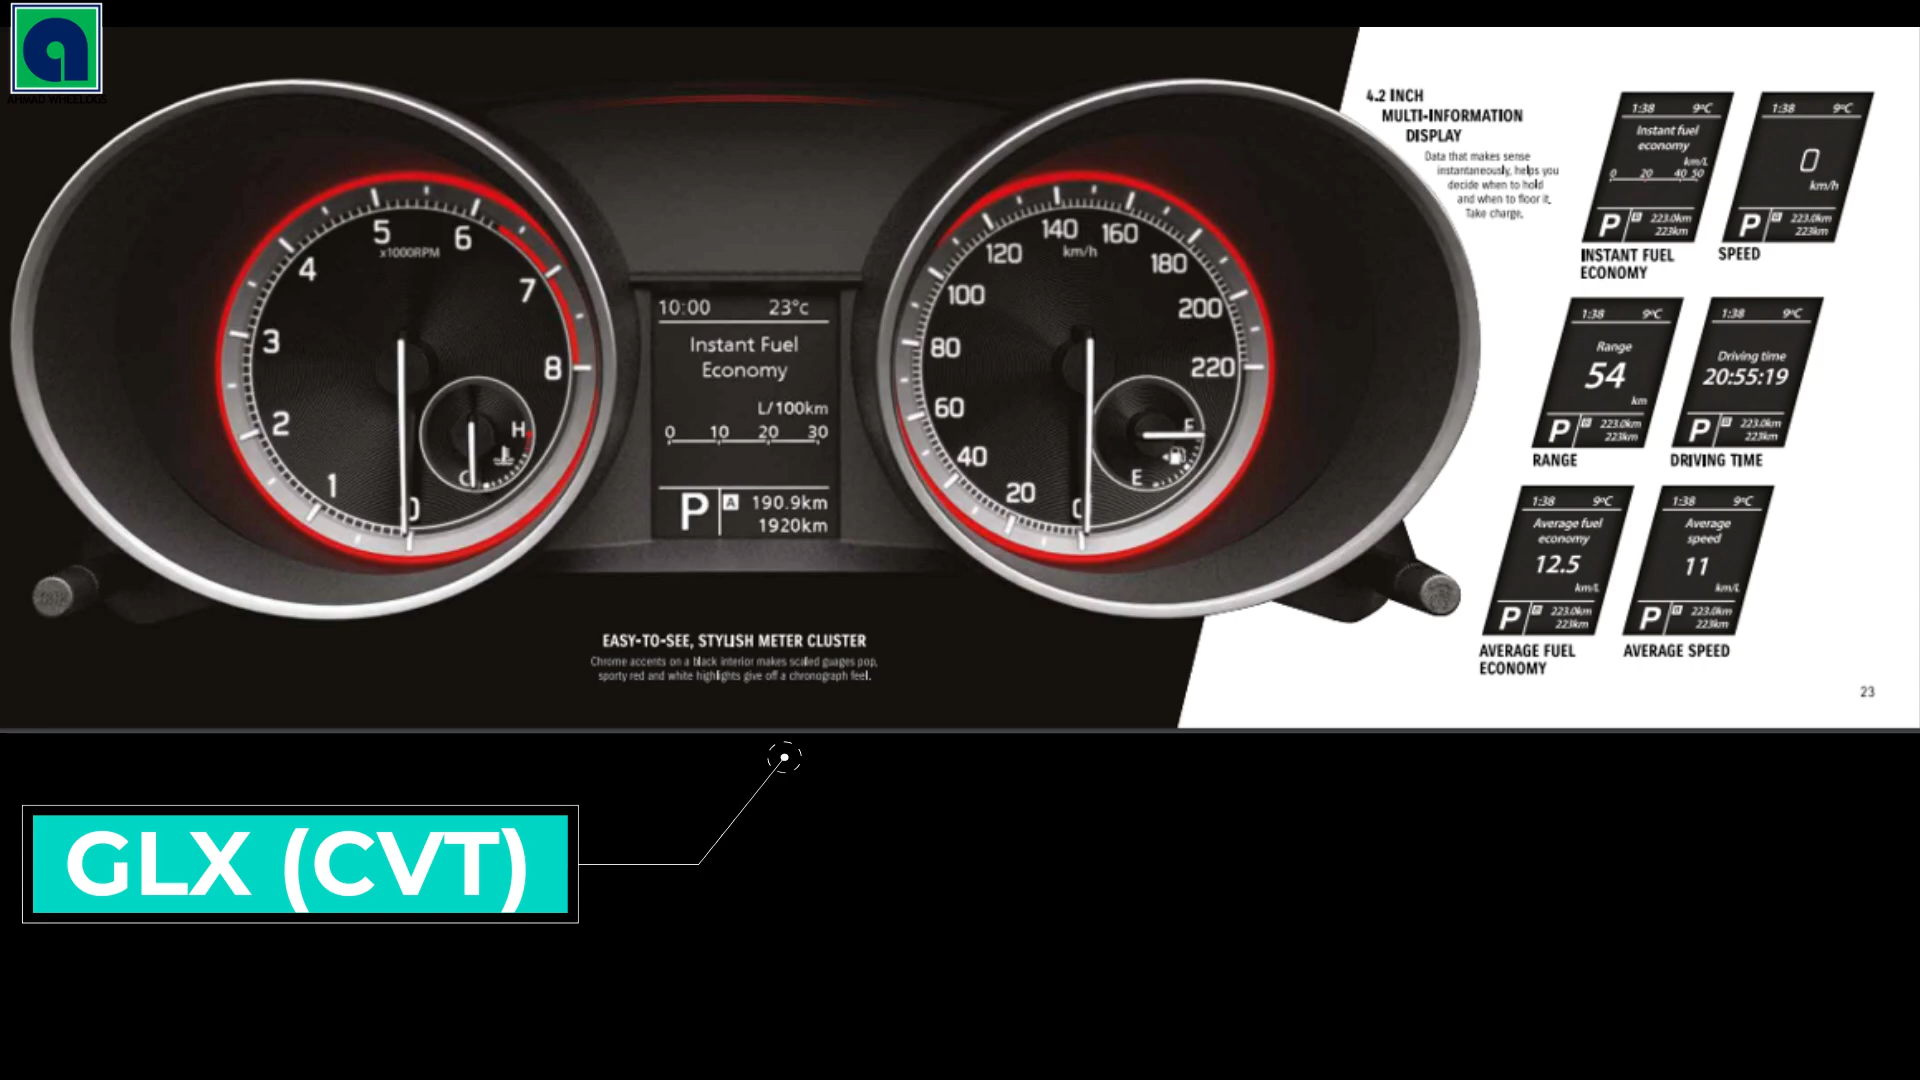 AHMAD WHEELOGS
5
6
x1000RPM
4
7
3
8
2
H
1
C
0
10:00 23°c
Instant Fuel
Economy
L/100km
0 10 20 30
P A 190.9km
1920km
140
160
km/h
120
180
100
200
80
220
60
F
40
E
20
0
EASY-TO-SEE, STYLISH METER CLUSTER
Chrome accents on a black interior makes scaled guages pop,
sporty red and white highlights give off a chronograph feel.
4.2 INCH
MULTI-INFORMATION
DISPLAY
Data that makes sense
instantaneously, helps you
decide when to hold
and when to floor it.
Take charge.
1:38 9°C
Instant fuel
economy
km/L
0 20 40 50
P 223.0km
223km
INSTANT FUEL
ECONOMY
1:38 9°C
0
km/h
P 223.0km
223km
SPEED
1:38 9°C
Range
54
km
P 223.0km
223km
RANGE
1:38 9°C
Driving time
20:55:19
P 223.0km
223km
DRIVING TIME
1:38 9°C
Average fuel
economy
12.5
km/L
P 223.0km
223km
AVERAGE FUEL
ECONOMY
1:38 9°C
Average
speed
11
km/L
P 223.0km
223km
AVERAGE SPEED
23
GLX (CVT)